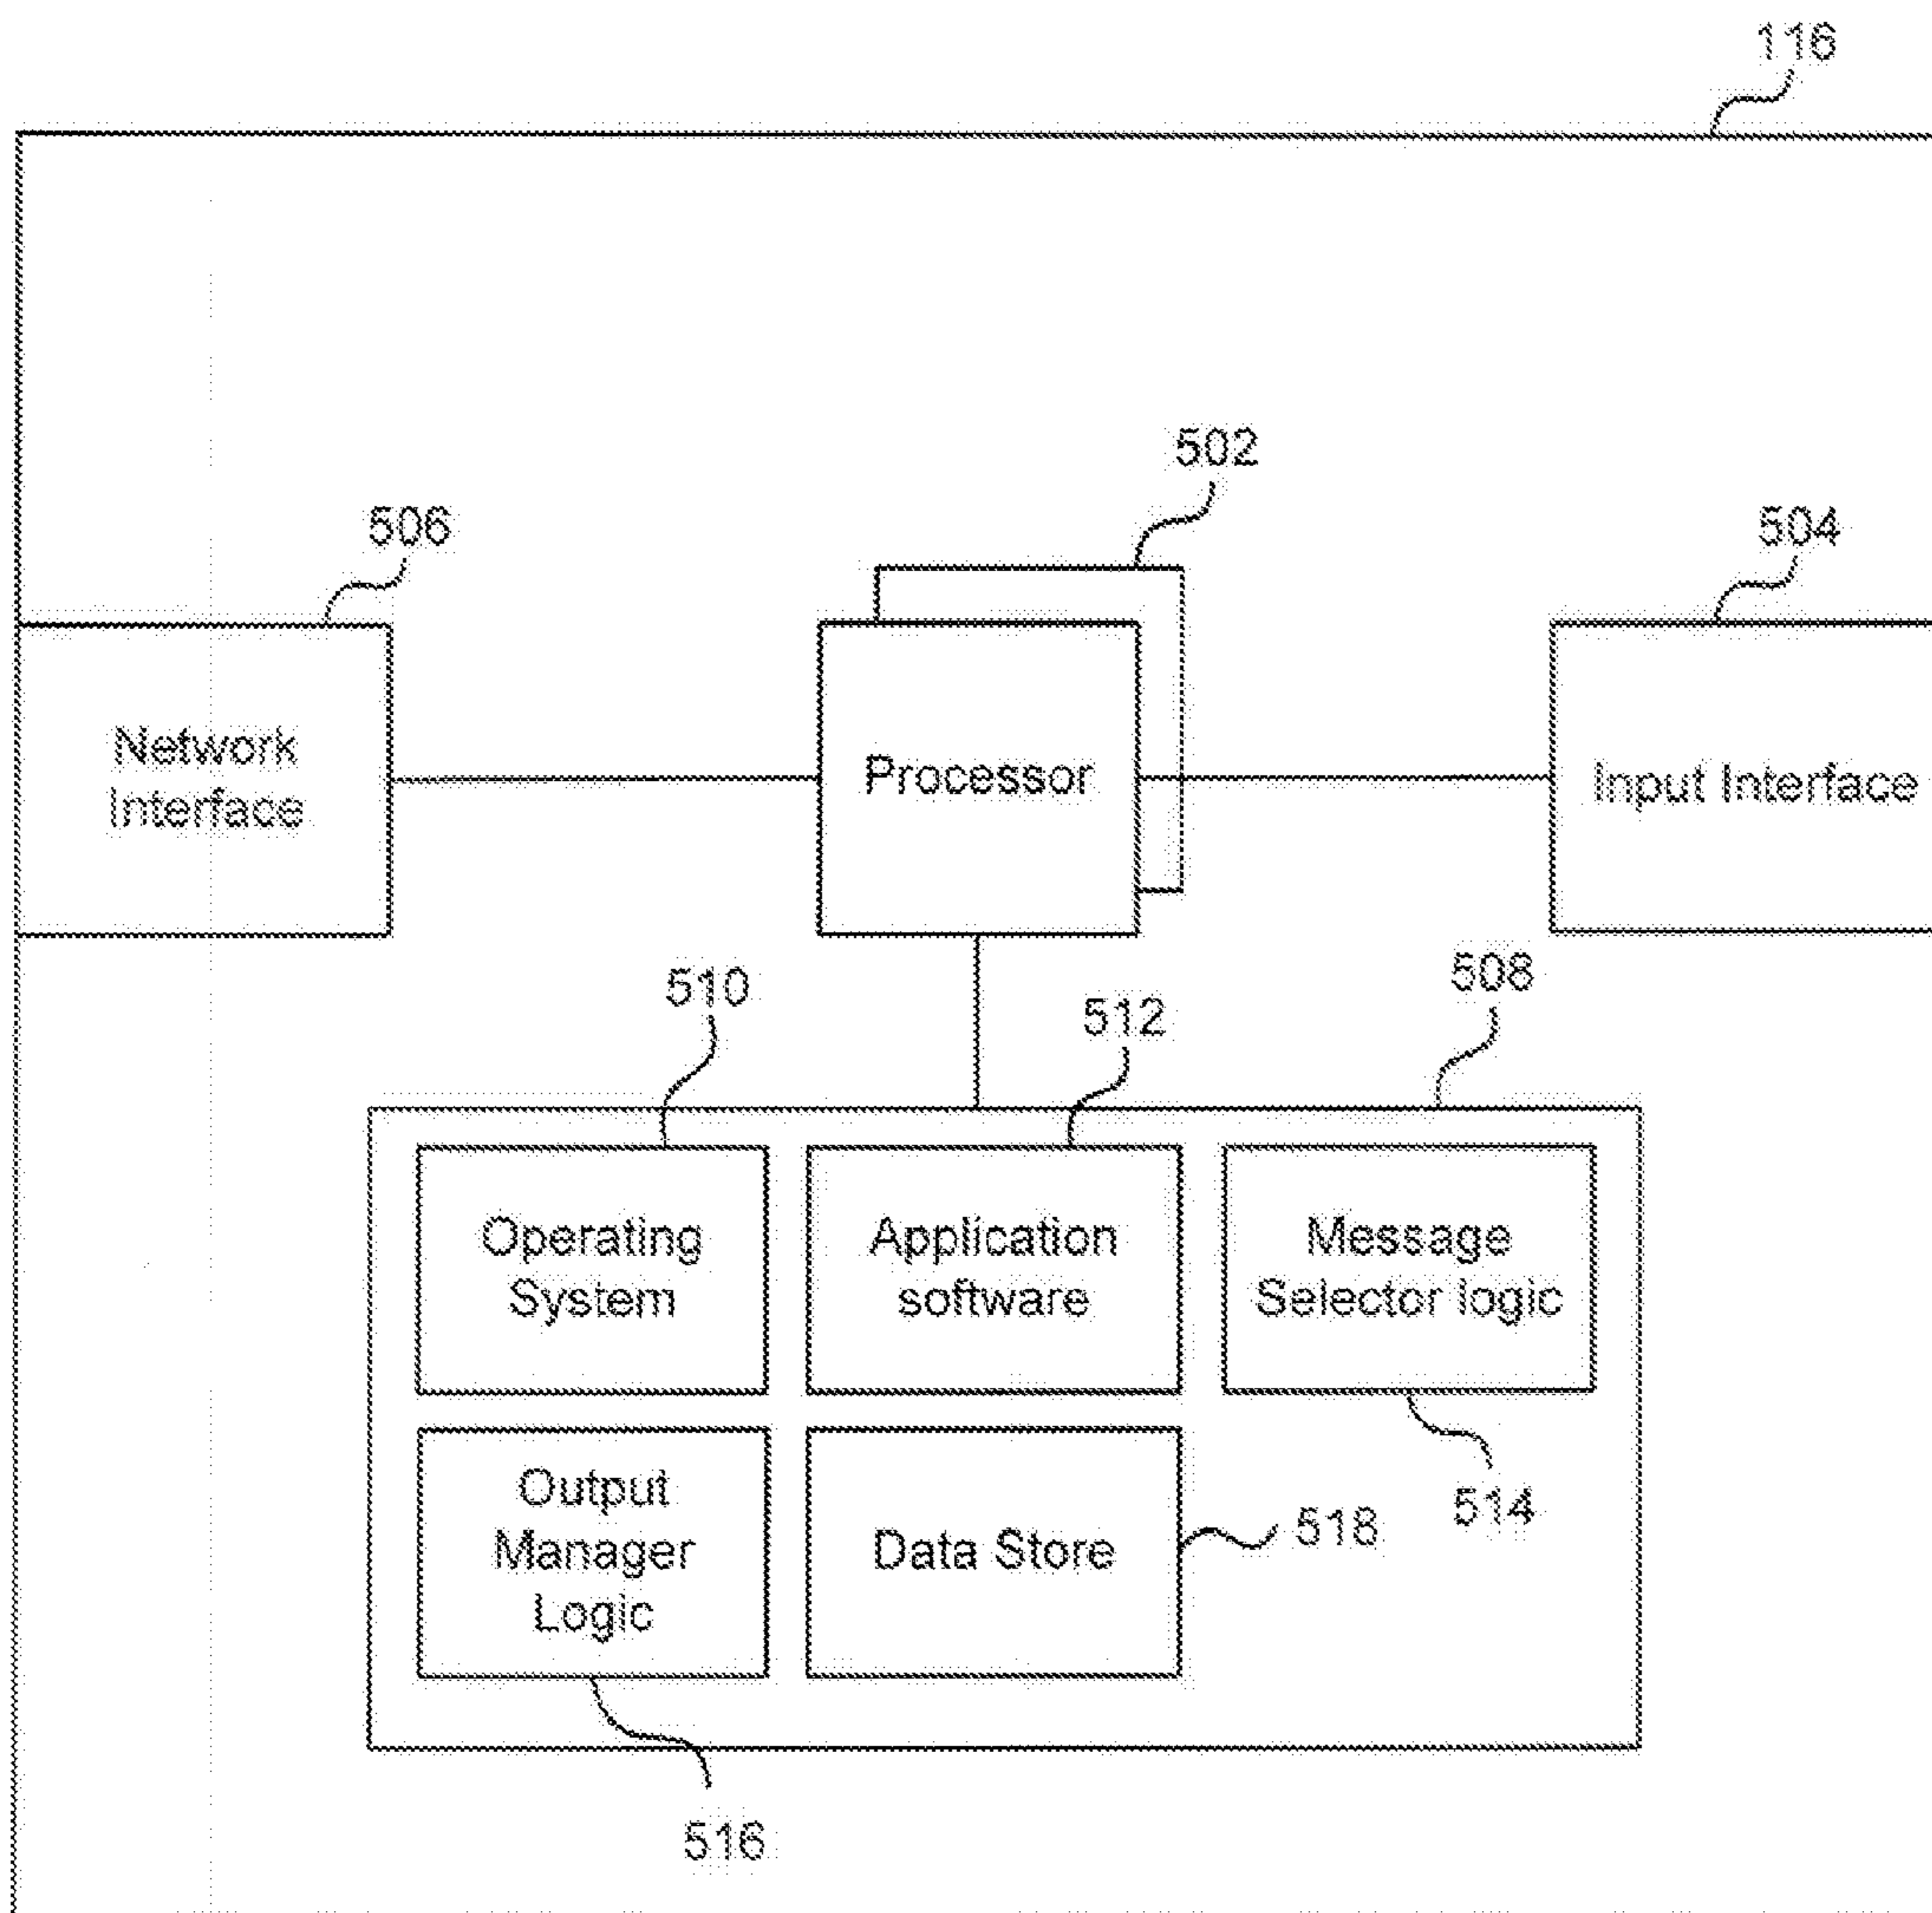 116
502
506
504
Network
Interface
Processor
Input Interface
510
512
508
Operating
System
Application
software
Message
Selector logic
514
Output
Manager
Logic
Data Store
518
516